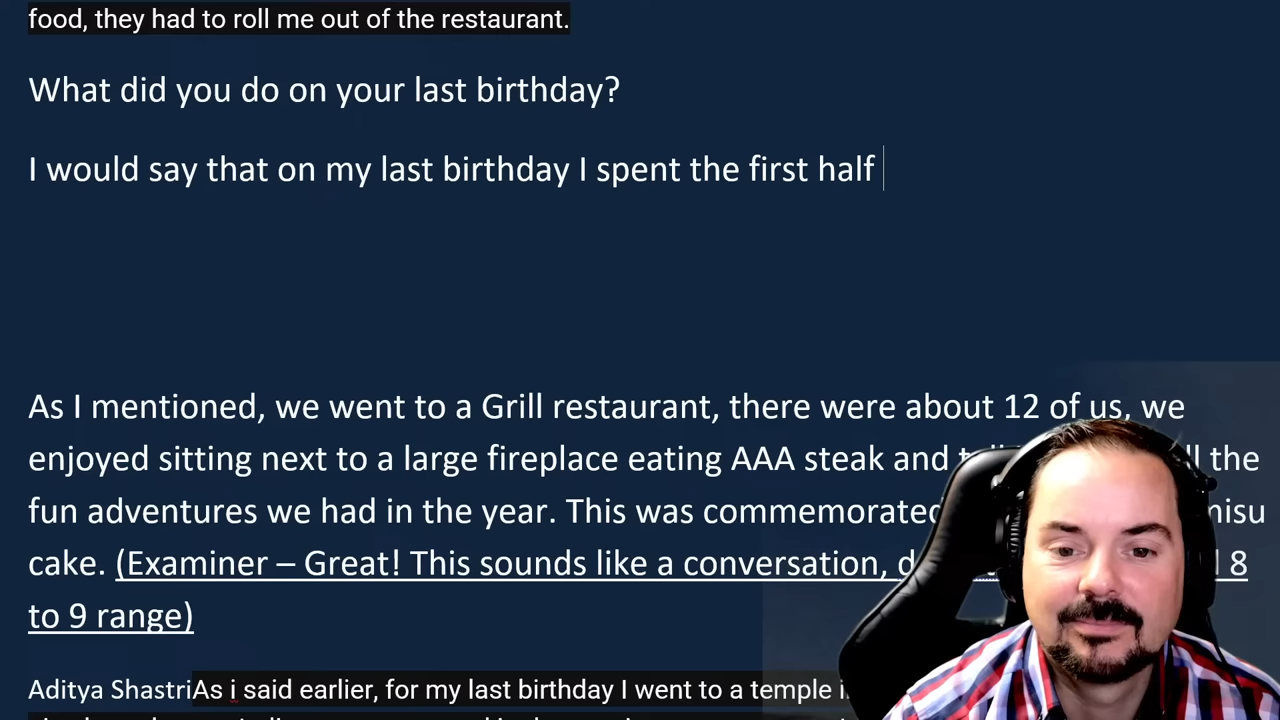 food, they had to roll me out of the restaurant.
What did you do on your last birthday?
I would say that on my last birthday I spent the first half
As I mentioned, we went to a Grill restaurant, there were about 12 of us, we
enjoyed sitting next to a large fireplace eating AAA steak and the
fun adventures we had in the year. This was commemorated
cake. (Examiner – Great! This sounds like a conversation, 8
to 9 range)
Aditya ShastriAs i said earlier, for my last birthday I went to a temple